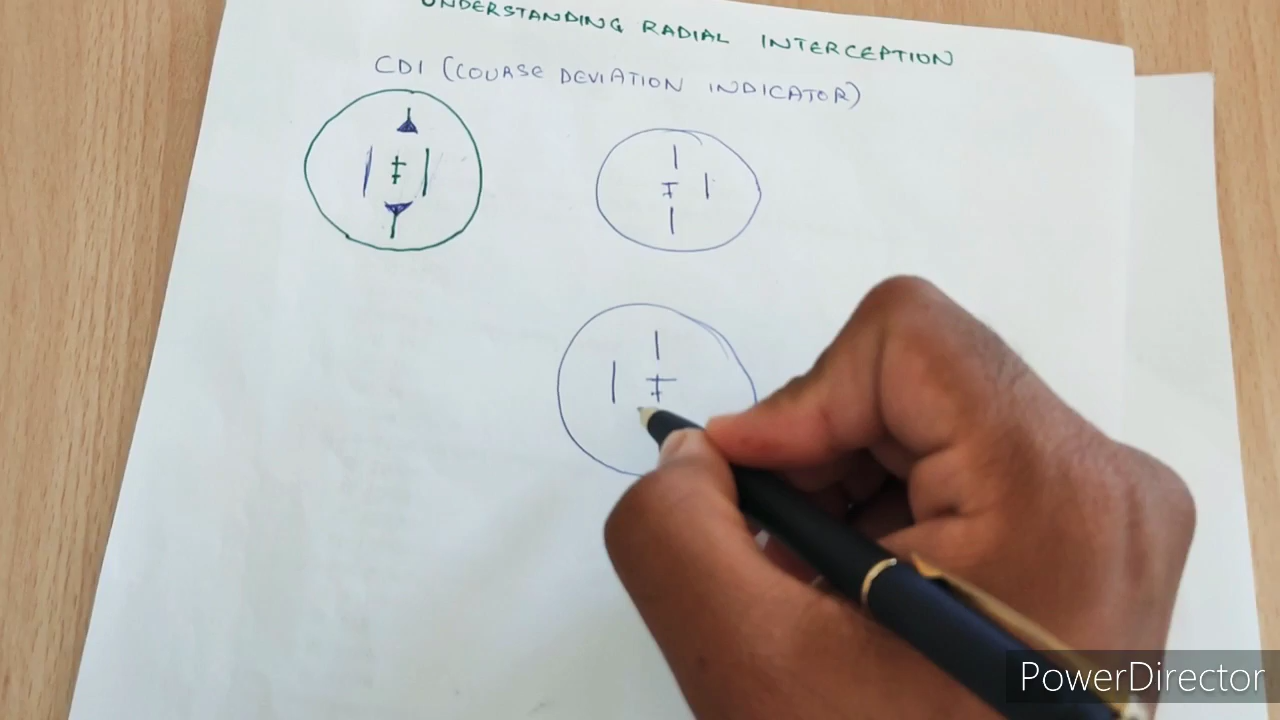 UNDERSTANDING RADIAL INTERCEPTION
CDI (COURSE DEVIATION INDICATOR)
PowerDirector